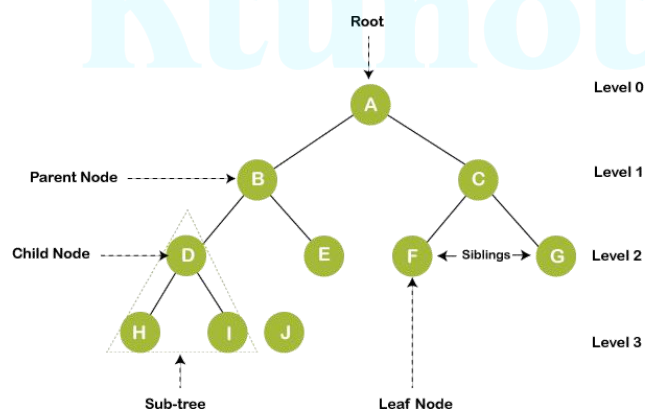 Root
A
Level 0
Parent Node
B
C
Level 1
Child Node
D
E
F
Siblings
G
Level 2
H
I
J
Level 3
Sub-tree
Leaf Node